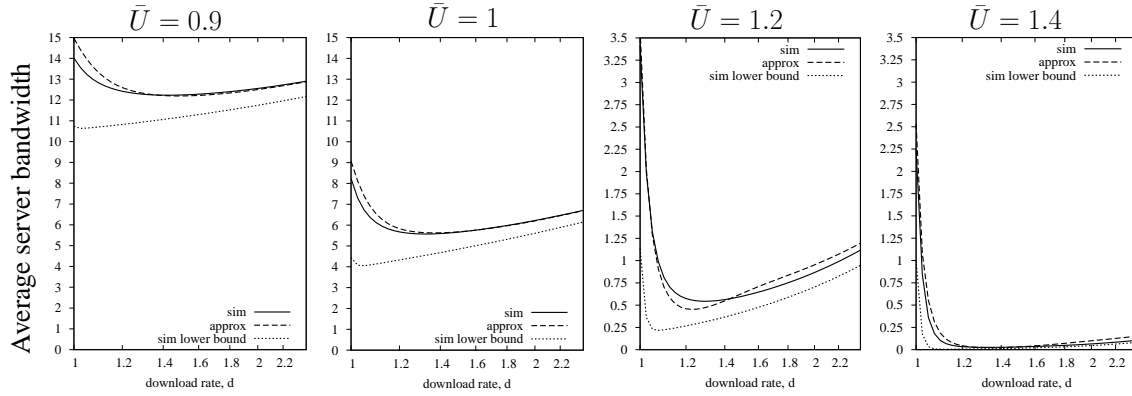 Ū = 0.9
Ū = 1
Ū = 1.2
Ū = 1.4
Average server bandwidth
15
14
13
12
11
10
9
8
7
6
5
4
3
2
1
0
sim
approx
sim lower bound
1 1.2 1.4 1.6 1.8 2 2.2
download rate, d
15
14
13
12
11
10
9
8
7
6
5
4
3
2
1
0
sim
approx
sim lower bound
1 1.2 1.4 1.6 1.8 2 2.2
download rate, d
3.5
3.25
3
2.75
2.5
2.25
2
1.75
1.5
1.25
1
0.75
0.5
0.25
0
sim
approx
sim lower bound
1 1.2 1.4 1.6 1.8 2 2.2
download rate, d
3.5
3.25
3
2.75
2.5
2.25
2
1.75
1.5
1.25
1
0.75
0.5
0.25
0
sim
approx
sim lower bound
1 1.2 1.4 1.6 1.8 2 2.2
download rate, d